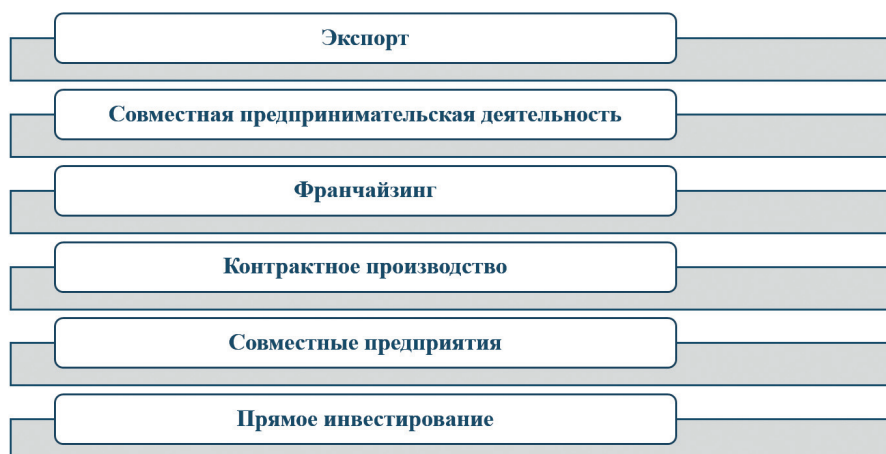 Экспорт
Совместная предпринимательская деятельность
Франчайзинг
Контрактное производство
Совместные предприятия
Прямое инвестирование